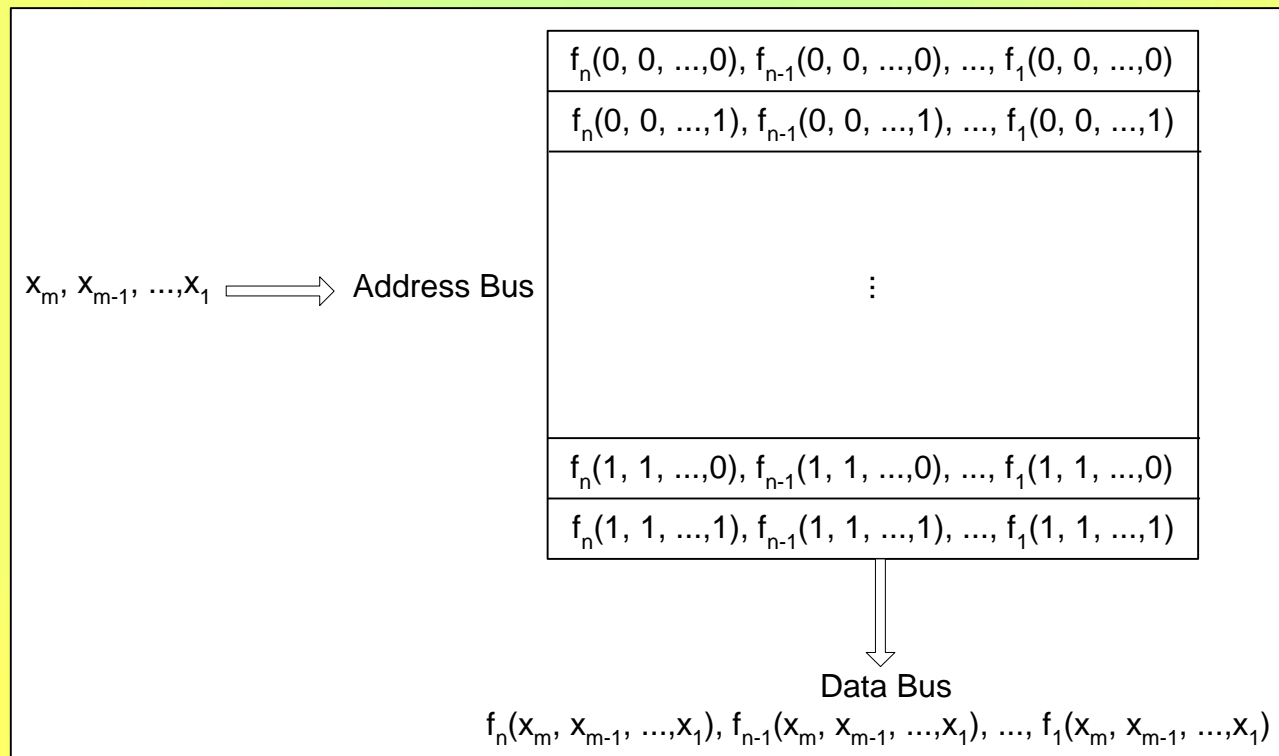 fₙ(0, 0, ...,0), fₙ₋₁(0, 0, ...,0), ..., f₁(0, 0, ...,0)
fₙ(0, 0, ...,1), fₙ₋₁(0, 0, ...,1), ..., f₁(0, 0, ...,1)
xₘ, xₘ₋₁, ...,x₁
Address Bus
⋮
fₙ(1, 1, ...,0), fₙ₋₁(1, 1, ...,0), ..., f₁(1, 1, ...,0)
fₙ(1, 1, ...,1), fₙ₋₁(1, 1, ...,1), ..., f₁(1, 1, ...,1)
Data Bus
fₙ(xₘ, xₘ₋₁, ...,x₁), fₙ₋₁(xₘ, xₘ₋₁, ...,x₁), ..., f₁(xₘ, xₘ₋₁, ...,x₁)